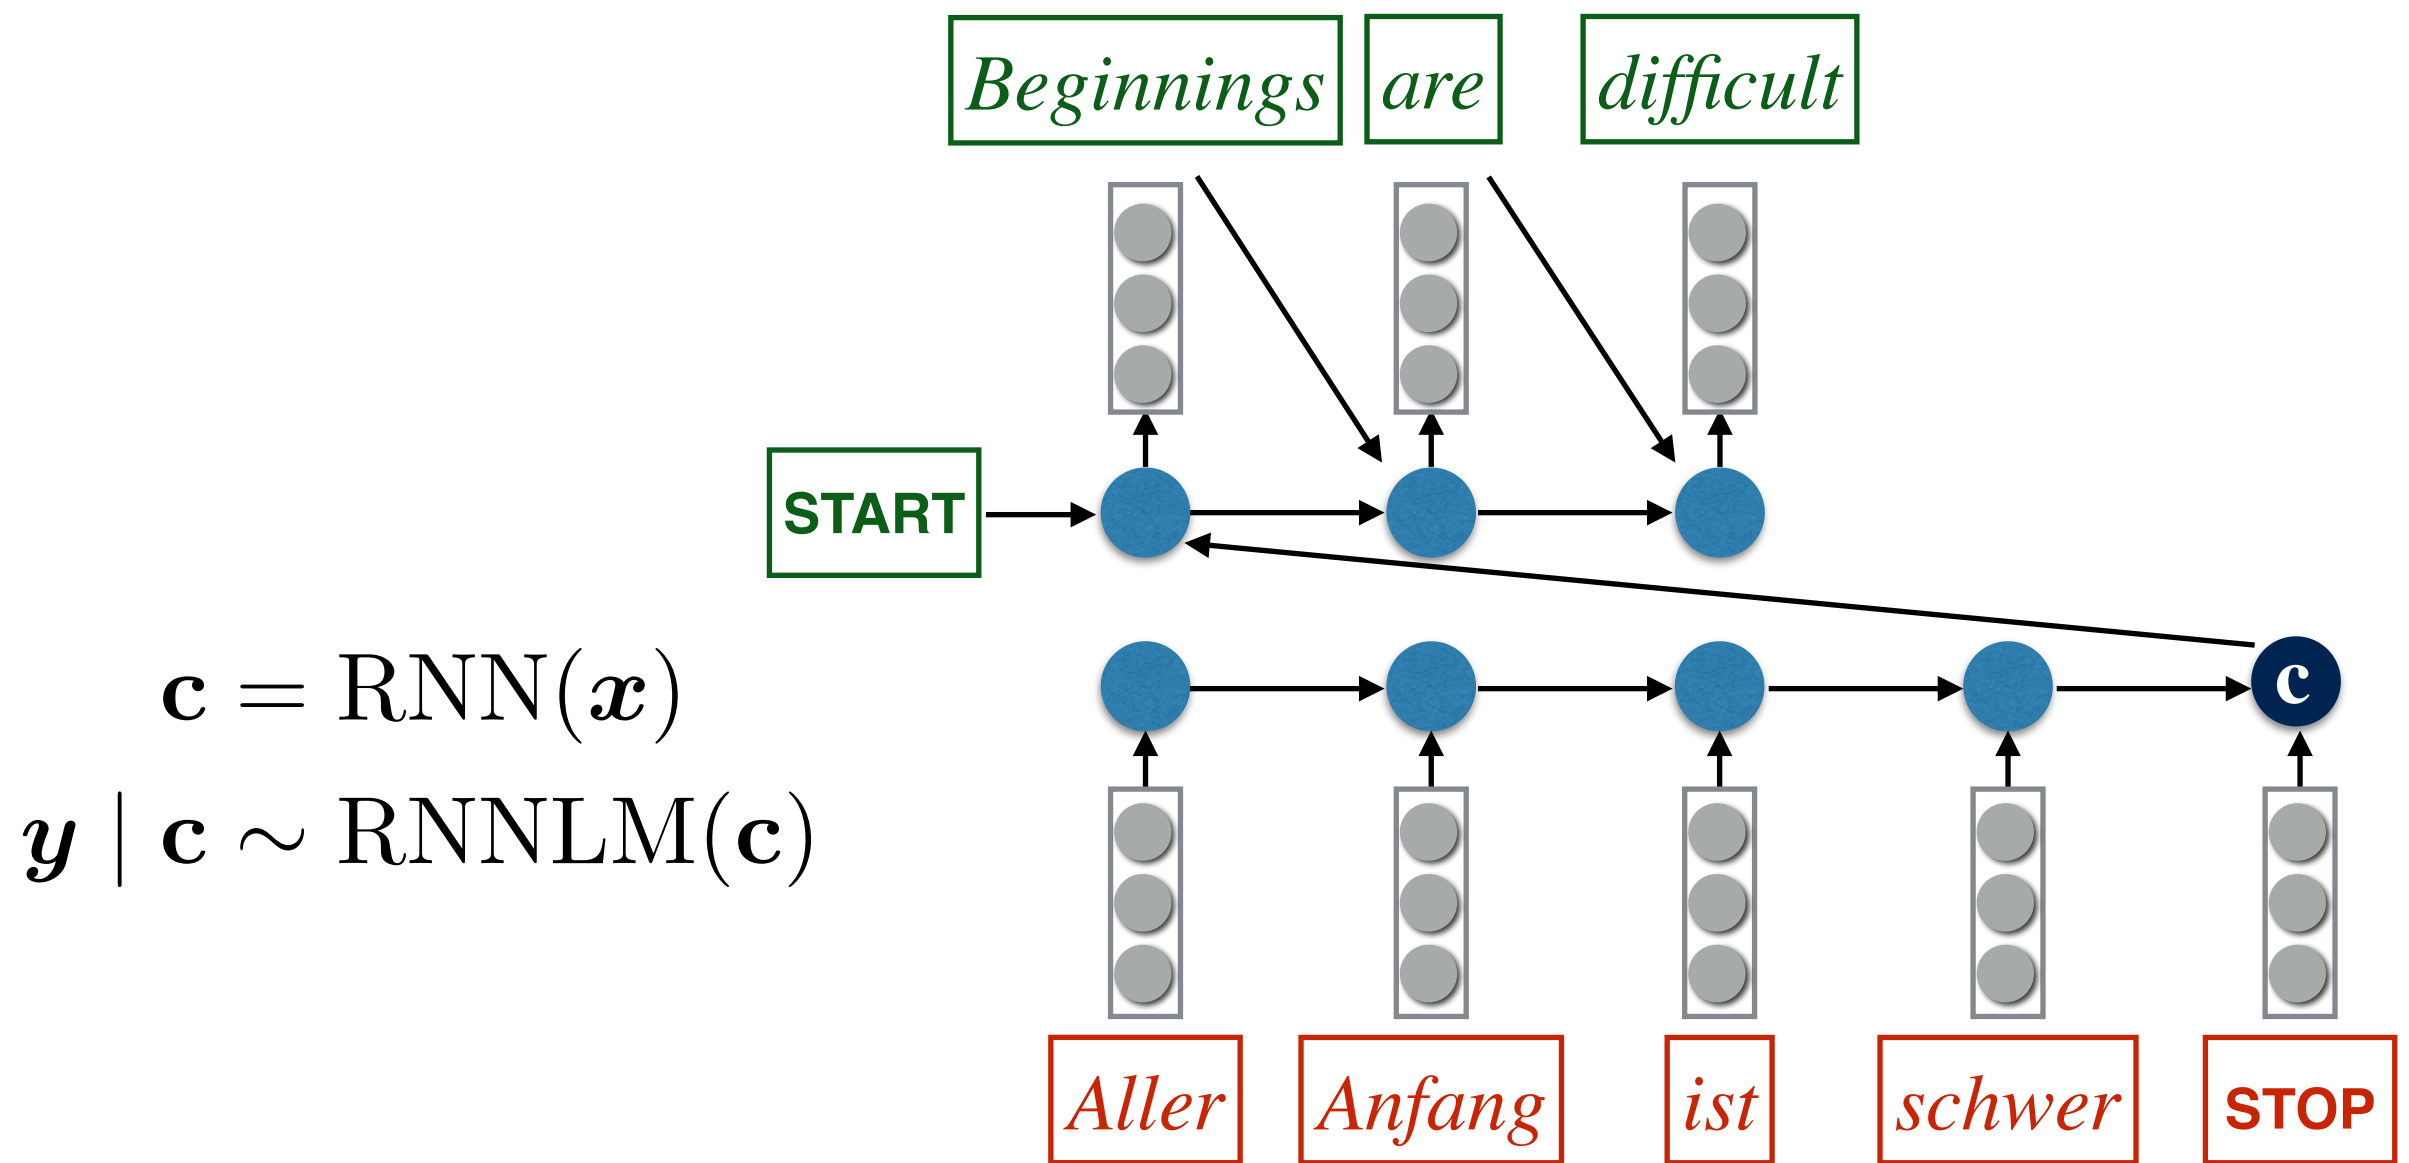 Beginnings are difficult
START
c = RNN(x)
c
y | c ∼ RNNLM(c)
Aller Anfang ist schwer STOP